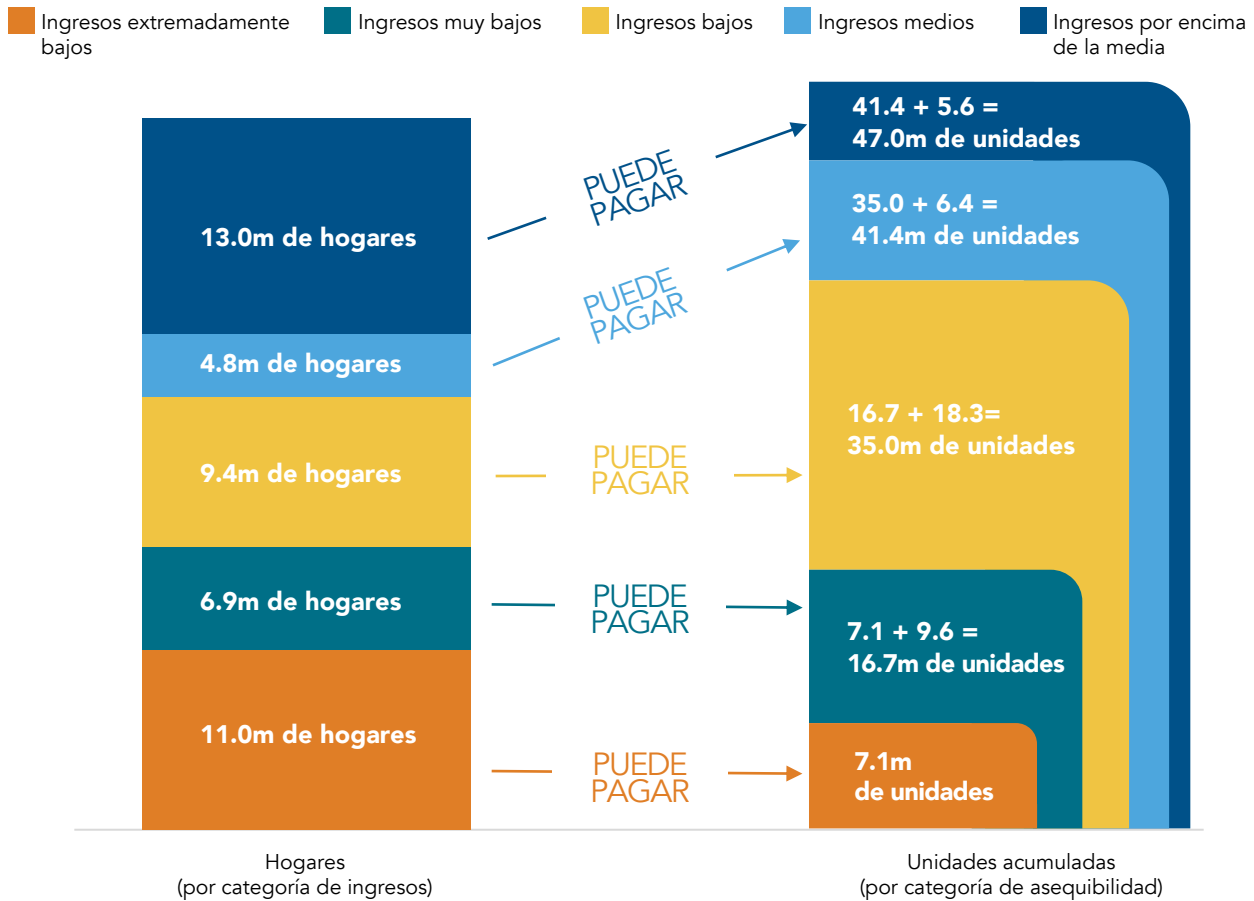 Ingresos extremadamente
bajos
Ingresos muy bajos
Ingresos bajos
Ingresos medios
Ingresos por encima
de la media
13.0m de hogares
4.8m de hogares
9.4m de hogares
6.9m de hogares
11.0m de hogares
PUEDE
PAGAR
PUEDE
PAGAR
PUEDE
PAGAR
PUEDE
PAGAR
PUEDE
PAGAR
41.4 + 5.6 =
47.0m de unidades
35.0 + 6.4 =
41.4m de unidades
16.7 + 18.3=
35.0m de unidades
7.1 + 9.6 =
16.7m de unidades
7.1m
de unidades
Hogares
(por categoría de ingresos)
Unidades acumuladas
(por categoría de asequibilidad)